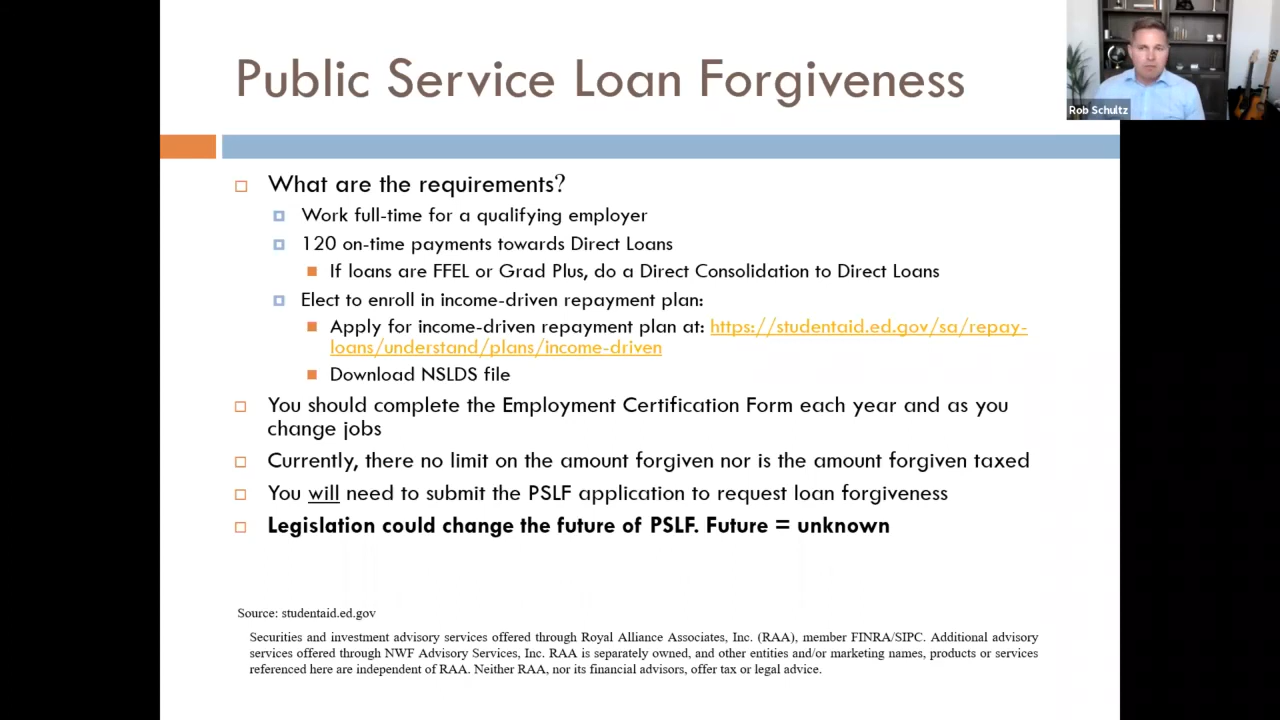 Public Service Loan Forgiveness
Rob Schultz
What are the requirements?
Work full-time for a qualifying employer
120 on-time payments towards Direct Loans
If loans are FFEL or Grad Plus, do a Direct Consolidation to Direct Loans
Elect to enroll in income-driven repayment plan:
Apply for income-driven repayment plan at: https://studentaid.ed.gov/sa/repay-
loans/understand/plans/income-driven
Download NSLDS file
You should complete the Employment Certification Form each year and as you
change jobs
Currently, there no limit on the amount forgiven nor is the amount forgiven taxed
You will need to submit the PSLF application to request loan forgiveness
Legislation could change the future of PSLF. Future = unknown
Source: studentaid.ed.gov
Securities and investment advisory services offered through Royal Alliance Associates, Inc. (RAA), member FINRA/SIPC. Additional advisory
services offered through NWF Advisory Services, Inc. RAA is separately owned, and other entities and/or marketing names, products or services
referenced here are independent of RAA. Neither RAA, nor its financial advisors, offer tax or legal advice.